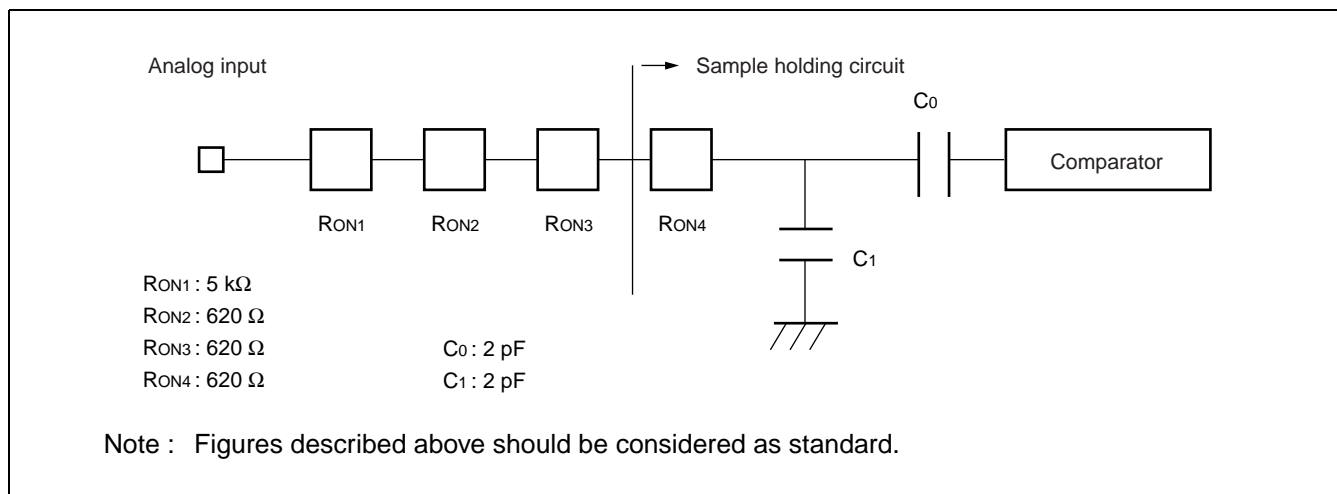 Analog input
Sample holding circuit
C0
Comparator
RON1
RON2
RON3
RON4
C1
RON1 : 5 kΩ
RON2 : 620 Ω
RON3 : 620 Ω
RON4 : 620 Ω
C0 : 2 pF
C1 : 2 pF
Note : Figures described above should be considered as standard.